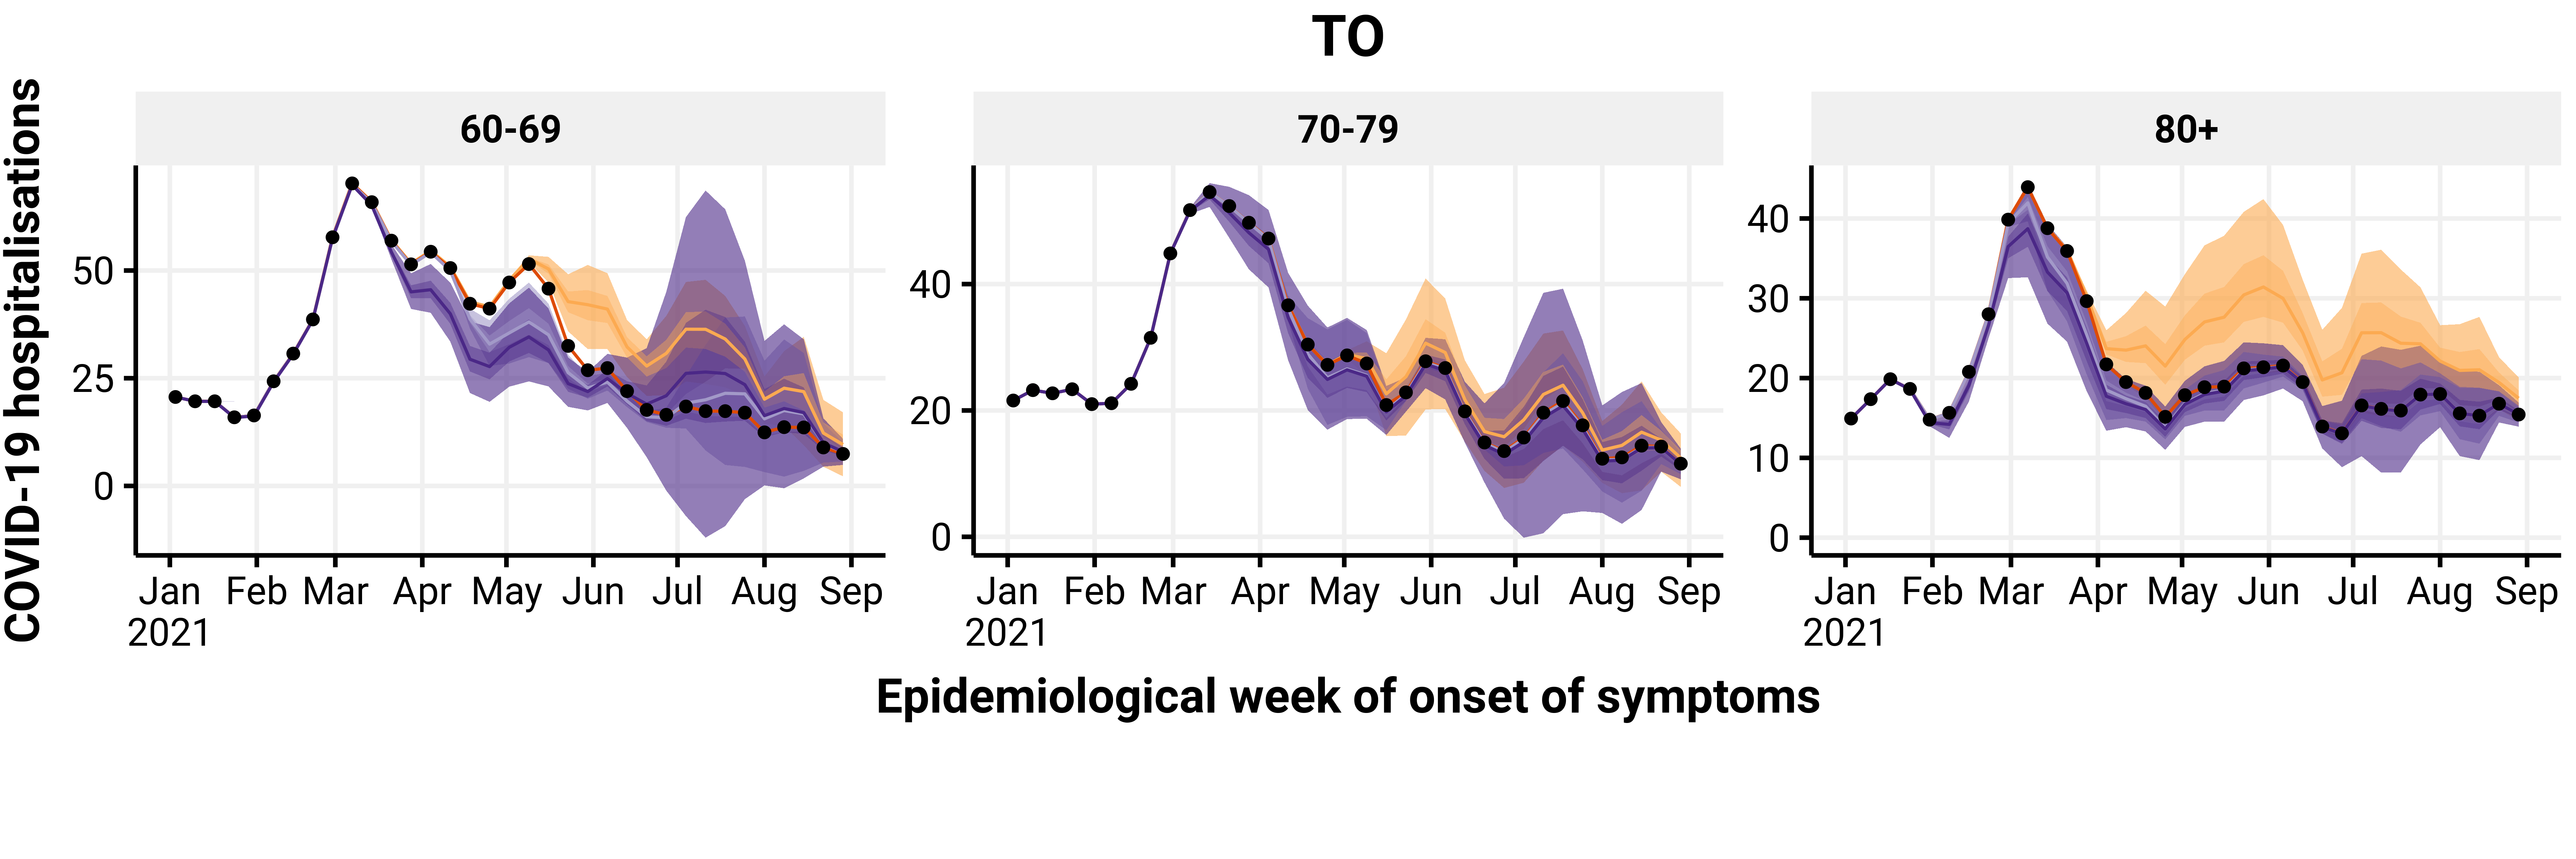 TO
COVID-19 hospitalisations
60-69
70-79
80+
50
25
0
40
20
0
40
30
20
10
0
Jan Feb Mar Apr May Jun Jul Aug Sep
2021
Jan Feb Mar Apr May Jun Jul Aug Sep
2021
Jan Feb Mar Apr May Jun Jul Aug Sep
2021
Epidemiological week of onset of symptoms